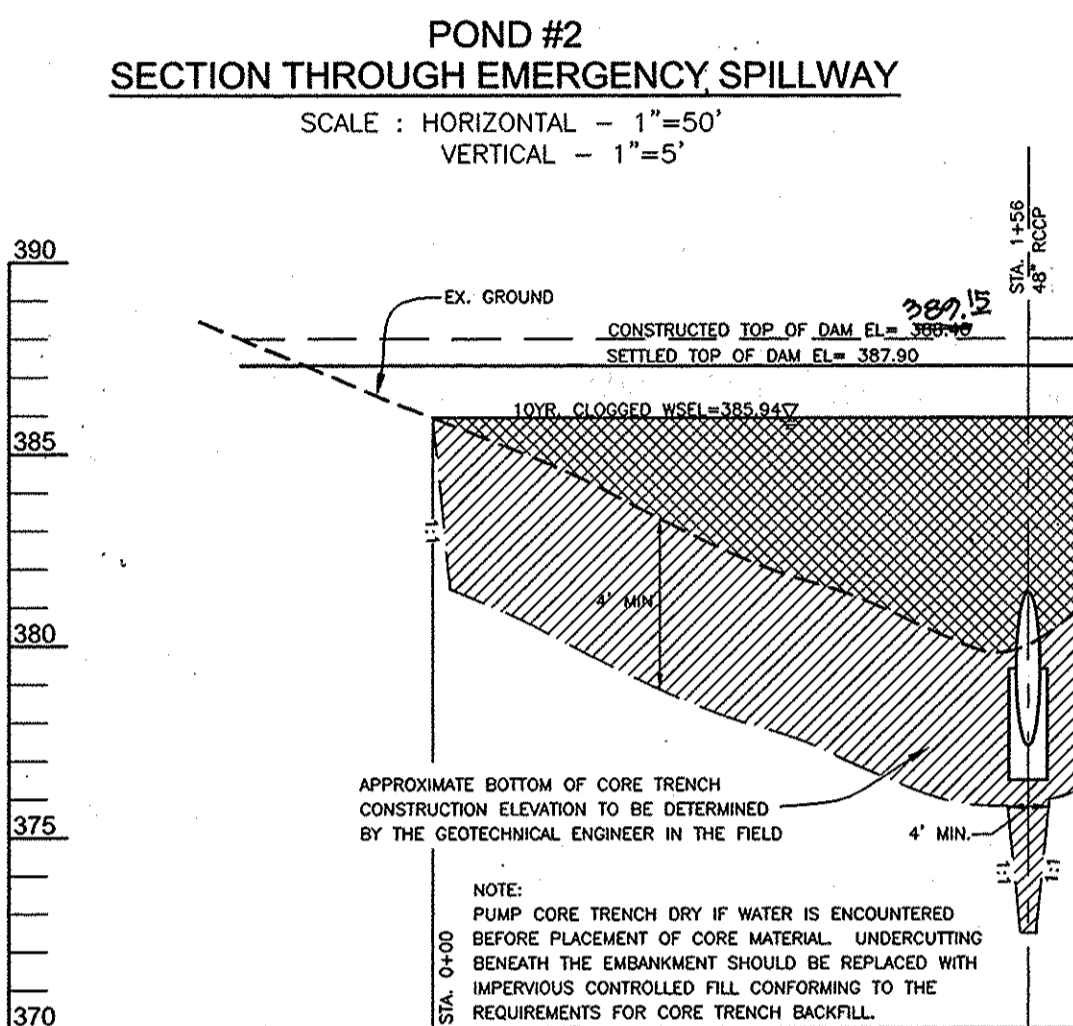 POND #2
SECTION THROUGH EMERGENCY SPILLWAY
SCALE : HORIZONTAL - 1"=50'
VERTICAL - 1"=5'
STA. 1+56
48" RCCP
390
EX. GROUND
389.15
CONSTRUCTED TOP OF DAM EL=
SETTLED TOP OF DAM EL= 387.90
10YR. CLOGGED WSEL=385.94
385
1:1
4' MIN
380
APPROXIMATE BOTTOM OF CORE TRENCH
CONSTRUCTION ELEVATION TO BE DETERMINED
BY THE GEOTECHNICAL ENGINEER IN THE FIELD
375
4' MIN.
1:1
1:1
NOTE:
PUMP CORE TRENCH DRY IF WATER IS ENCOUNTERED
BEFORE PLACEMENT OF CORE MATERIAL. UNDERCUTTING
BENEATH THE EMBANKMENT SHOULD BE REPLACED WITH
IMPERVIOUS CONTROLLED FILL CONFORMING TO THE
REQUIREMENTS FOR CORE TRENCH BACKFILL.
STA. 0+00
370